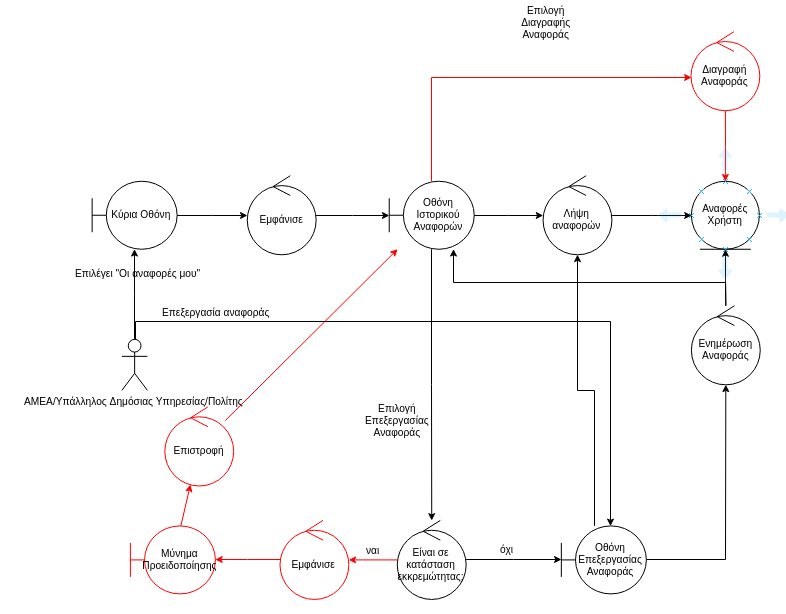 Επιλογή
Διαγραφής
Αναφοράς
Διαγραφή
Αναφοράς
Κύρια Οθόνη
Εμφάνισε
Οθόνη
Ιστορικού
Αναφορών
Λήψη
αναφορών
Αναφορές
Χρήστη
Επιλέγει "Οι αναφορές μου"
Επεξεργασία αναφοράς
Ενημέρωση
Αναφοράς
ΑΜΕΑ/Υπάλληλος Δημόσιας Υπηρεσίας/Πολίτης
Επιλογή
Επεξεργασίας
Αναφοράς
Επιστροφή
Μύνημα
Προειδοποίησης
Εμφάνισε
ναι
Είναι σε
κατάσταση
εκκρεμότητας;
όχι
Οθόνη
Επεξεργασίας
Αναφοράς